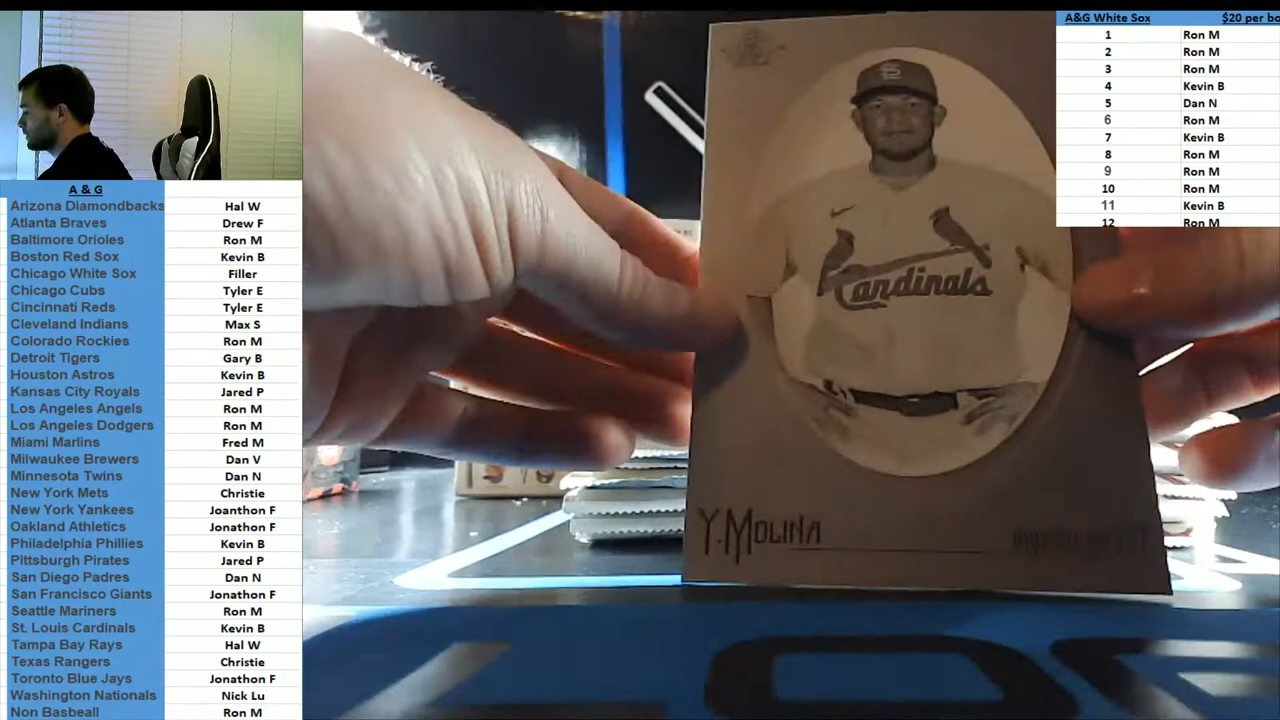 A&G White Sox $20 per bo
1 Ron M
2 Ron M
3 Ron M
4 Kevin B
5 Dan N
6 Ron M
7 Kevin B
8 Ron M
9 Ron M
10 Ron M
11 Kevin B
12 Ron M
A & G
Arizona Diamondbacks Hal W
Atlanta Braves Drew F
Baltimore Orioles Ron M
Boston Red Sox Kevin B
Chicago White Sox Filler
Chicago Cubs Tyler E
Cincinnati Reds Tyler E
Cleveland Indians Max S
Colorado Rockies Ron M
Detroit Tigers Gary B
Houston Astros Kevin B
Kansas City Royals Jared P
Los Angeles Angels Ron M
Los Angeles Dodgers Ron M
Miami Marlins Fred M
Milwaukee Brewers Dan V
Minnesota Twins Dan N
New York Mets Christie
New York Yankees Joanthon F
Oakland Athletics Jonathon F
Philadelphia Phillies Kevin B
Pittsburgh Pirates Jared P
San Diego Padres Dan N
San Francisco Giants Jonathon F
Seattle Mariners Ron M
St. Louis Cardinals Kevin B
Tampa Bay Rays Hal W
Texas Rangers Christie
Toronto Blue Jays Jonathon F
Washington Nationals Nick Lu
Non Basbeall Ron M
Cardinals
Y. Molina